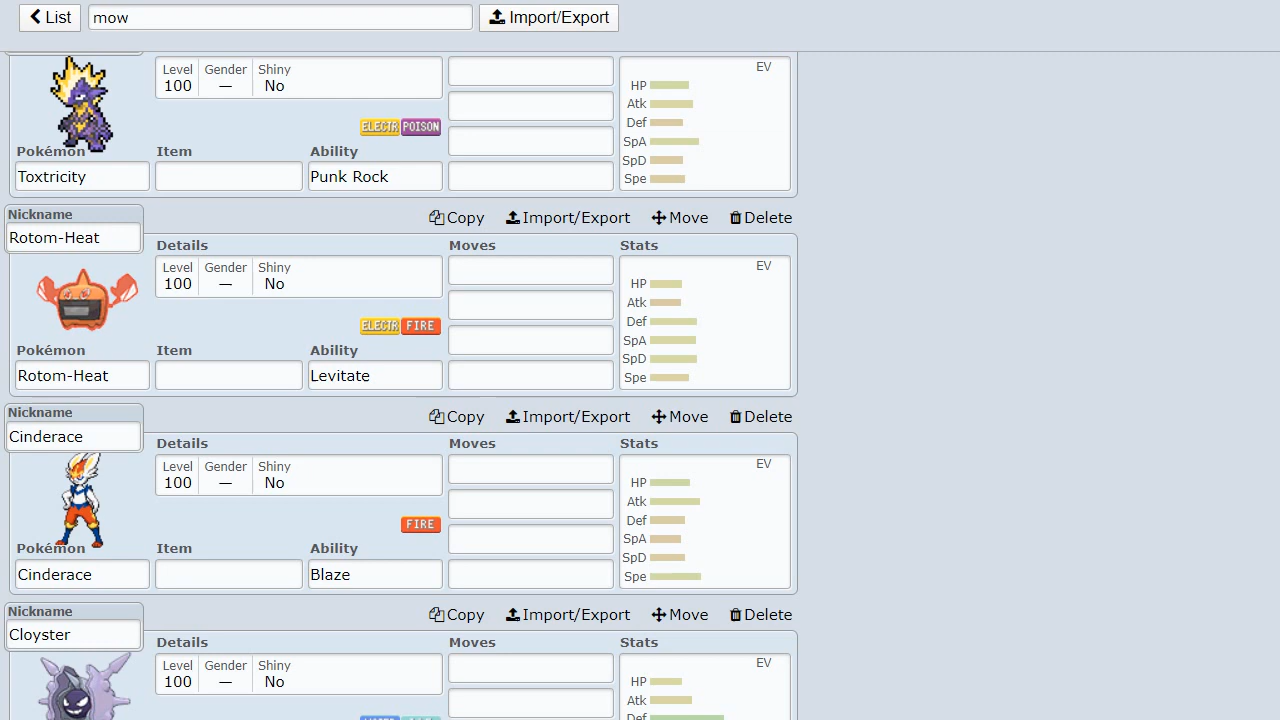 List mow Import/Export
Level Gender Shiny
100 — No
EV
HP
Atk
Def
SpA
SpD
Spe
ELECTR POISON
Pokémon Item Ability
Toxtricity Punk Rock
Nickname
Rotom-Heat
Copy Import/Export Move Delete
Details Moves Stats
Level Gender Shiny
100 — No
EV
HP
Atk
Def
SpA
SpD
Spe
ELECTR FIRE
Pokémon Item Ability
Rotom-Heat Levitate
Nickname
Cinderace
Copy Import/Export Move Delete
Details Moves Stats
Level Gender Shiny
100 — No
EV
HP
Atk
Def
SpA
SpD
Spe
FIRE
Pokémon Item Ability
Cinderace Blaze
Nickname
Cloyster
Copy Import/Export Move Delete
Details Moves Stats
Level Gender Shiny
100 — No
EV
HP
Atk
Def